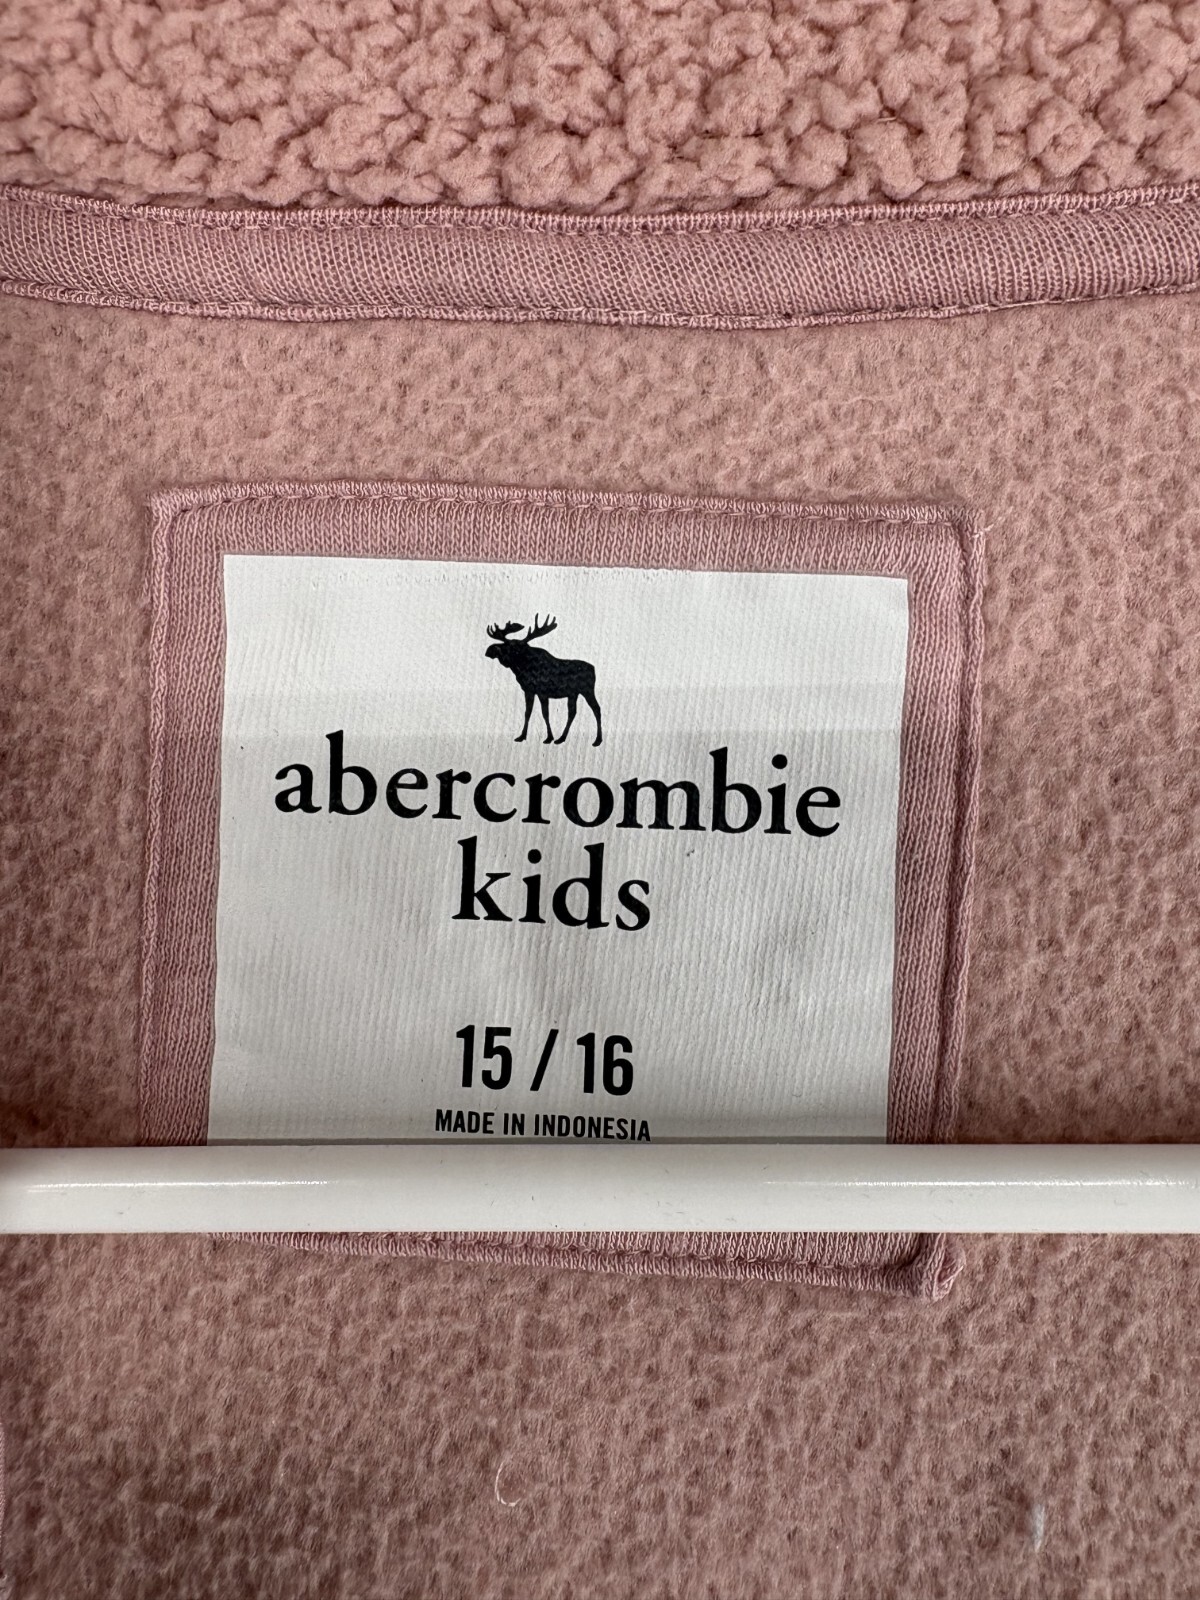 abercrombie
kids
15 / 16
MADE IN INDONESIA